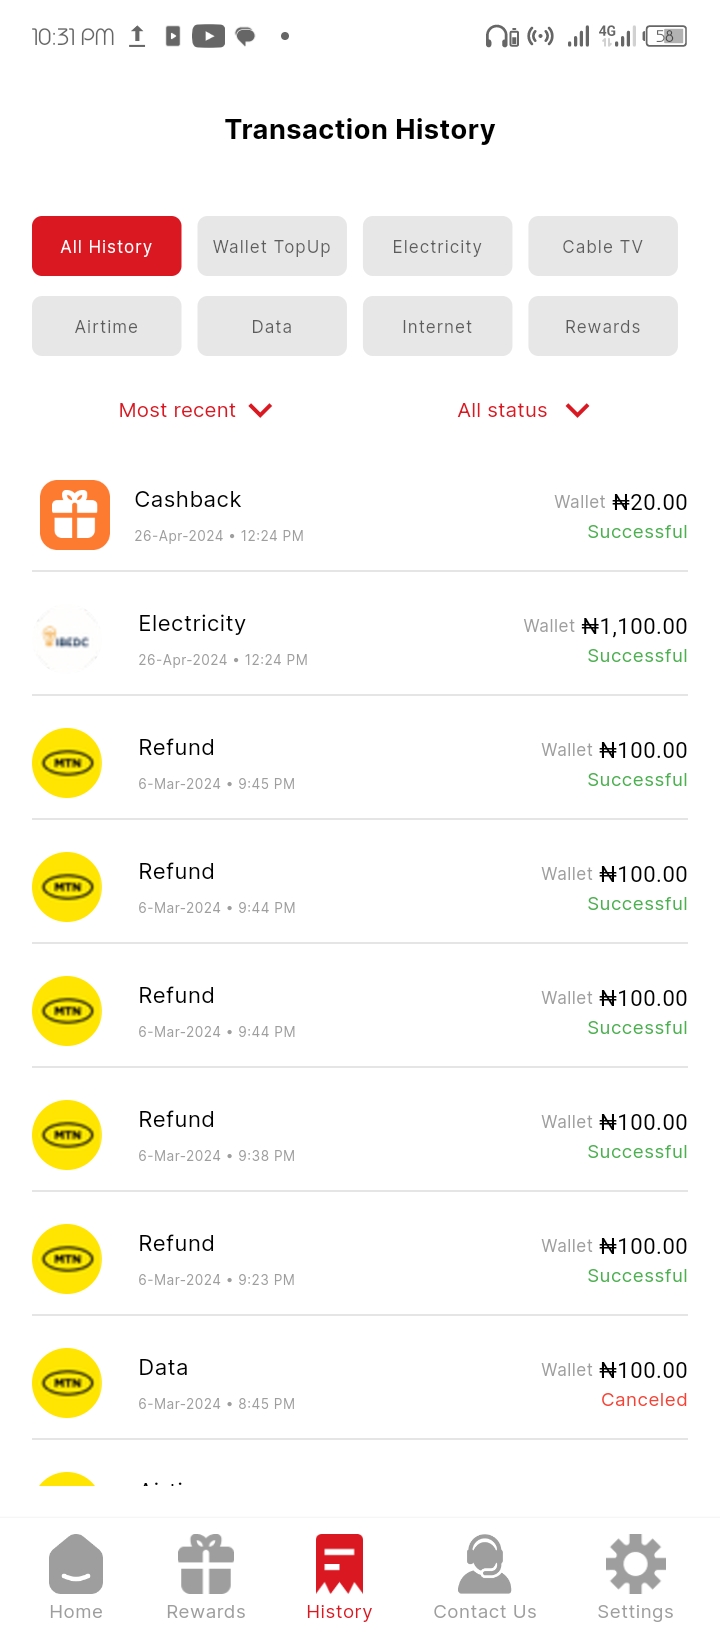 10:31 PM
4G
58
Transaction History
All History
Wallet TopUp
Electricity
Cable TV
Airtime
Data
Internet
Rewards
Most recent
All status
Cashback
Wallet ₦20.00
26-Apr-2024 • 12:24 PM
Successful
IBEDC
Electricity
Wallet ₦1,100.00
26-Apr-2024 • 12:24 PM
Successful
MTN
Refund
Wallet ₦100.00
6-Mar-2024 • 9:45 PM
Successful
MTN
Refund
Wallet ₦100.00
6-Mar-2024 • 9:44 PM
Successful
MTN
Refund
Wallet ₦100.00
6-Mar-2024 • 9:44 PM
Successful
MTN
Refund
Wallet ₦100.00
6-Mar-2024 • 9:38 PM
Successful
MTN
Refund
Wallet ₦100.00
6-Mar-2024 • 9:23 PM
Successful
MTN
Data
Wallet ₦100.00
6-Mar-2024 • 8:45 PM
Canceled
Home
Rewards
History
Contact Us
Settings